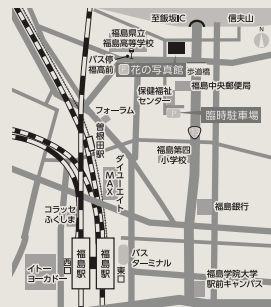 至飯坂IC
信夫山
N
福島県立
福島高等学校
バス停
福高前
花の写真館
歩道橋
保健福祉
センター
福島中央郵便局
P
臨時駐車場
フォーラム
曽根田駅
福島第四
小学校
ダイユーエイト
MAX
コラッセ
ふくしま
福島銀行
福島駅
福島駅
西口
東口
イトー
ヨーカドー
バス
ターミナル
福島学院大学
駅前キャンパス